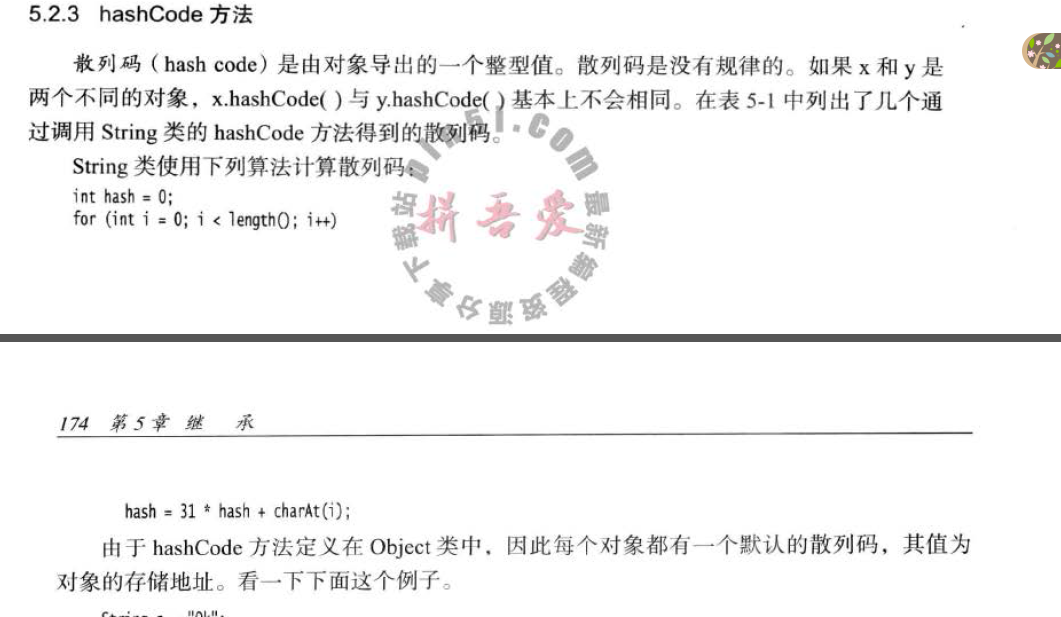 5.2.3 hashCode 方法
散列码（hash code）是由对象导出的一个整型值。散列码是没有规律的。如果 x 和 y 是
两个不同的对象，x.hashCode( ) 与 y.hashCode( ) 基本上不会相同。在表 5-1 中列出了几个通
过调用 String 类的 hashCode 方法得到的散列码。
String 类使用下列算法计算散列码：
int hash = 0;
for (int i = 0; i < length(); i++)
拼吾爱
最新编程资源分享下载站
174 第 5 章 继 承
hash = 31 * hash + charAt(i);
由于 hashCode 方法定义在 Object 类中，因此每个对象都有一个默认的散列码，其值为
对象的存储地址。看一下下面这个例子。